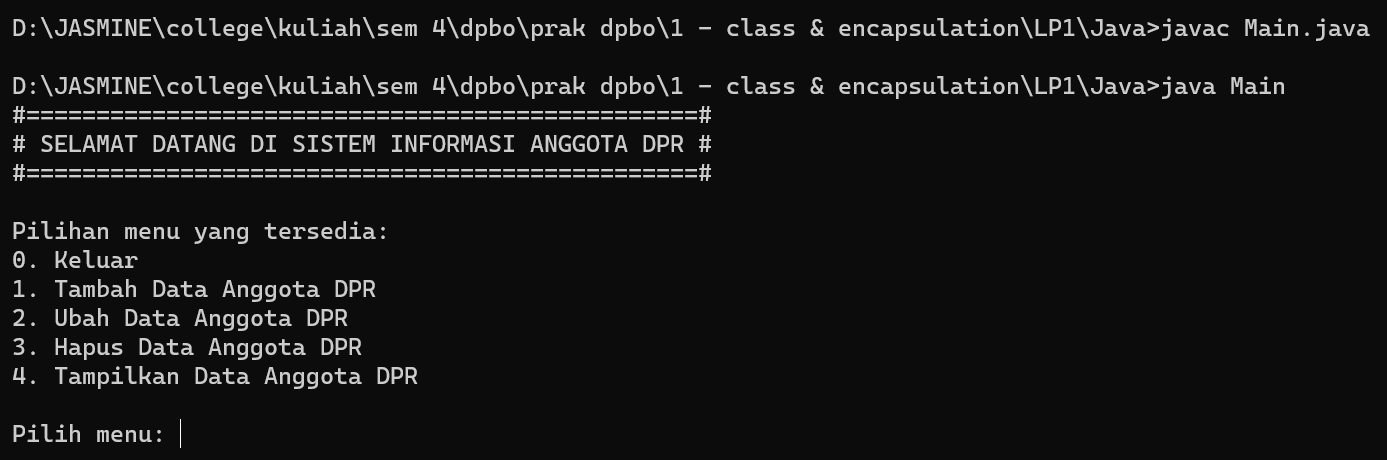 D:\JASMINE\college\kuliah\sem 4\dpbo\prak dpbo\1 - class & encapsulation\LP1\Java>javac Main.java
D:\JASMINE\college\kuliah\sem 4\dpbo\prak dpbo\1 - class & encapsulation\LP1\Java>java Main
#================================================#
# SELAMAT DATANG DI SISTEM INFORMASI ANGGOTA DPR #
#================================================#
Pilihan menu yang tersedia:
0. Keluar
1. Tambah Data Anggota DPR
2. Ubah Data Anggota DPR
3. Hapus Data Anggota DPR
4. Tampilkan Data Anggota DPR
Pilih menu: